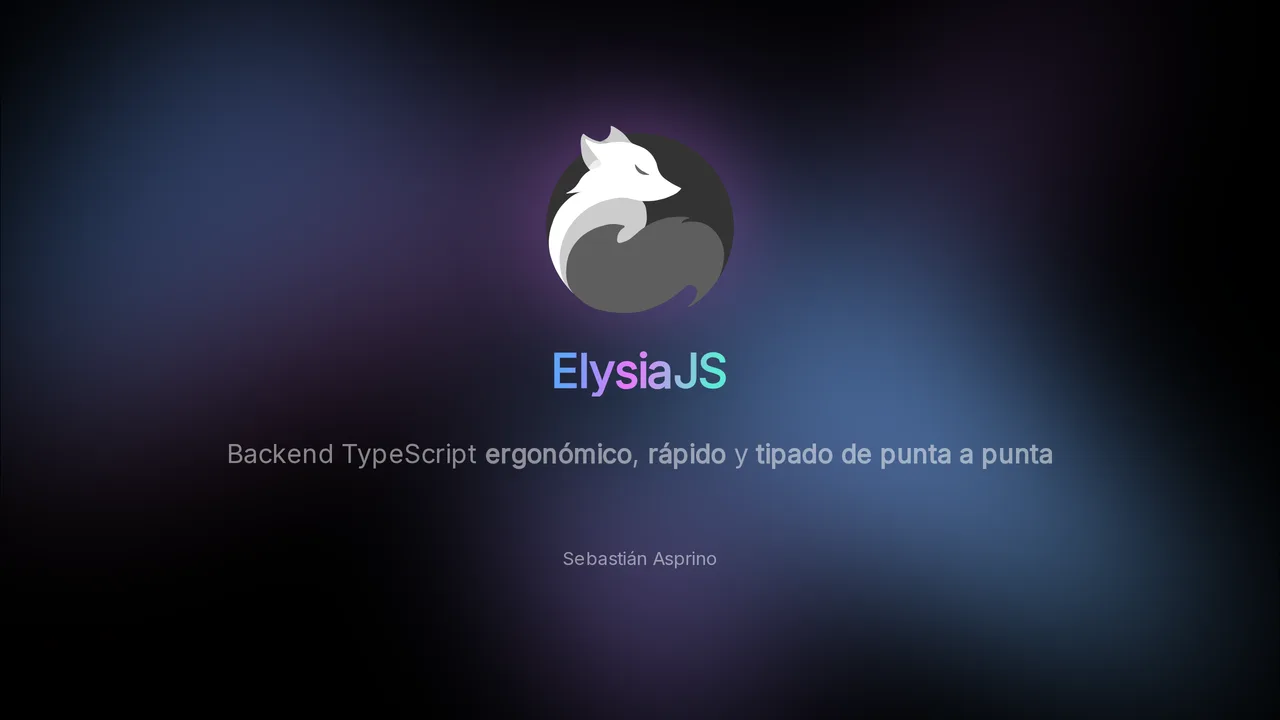 ElysiaJS
Backend TypeScript ergonómico, rápido y tipado de punta a punta
Sebastián Asprino